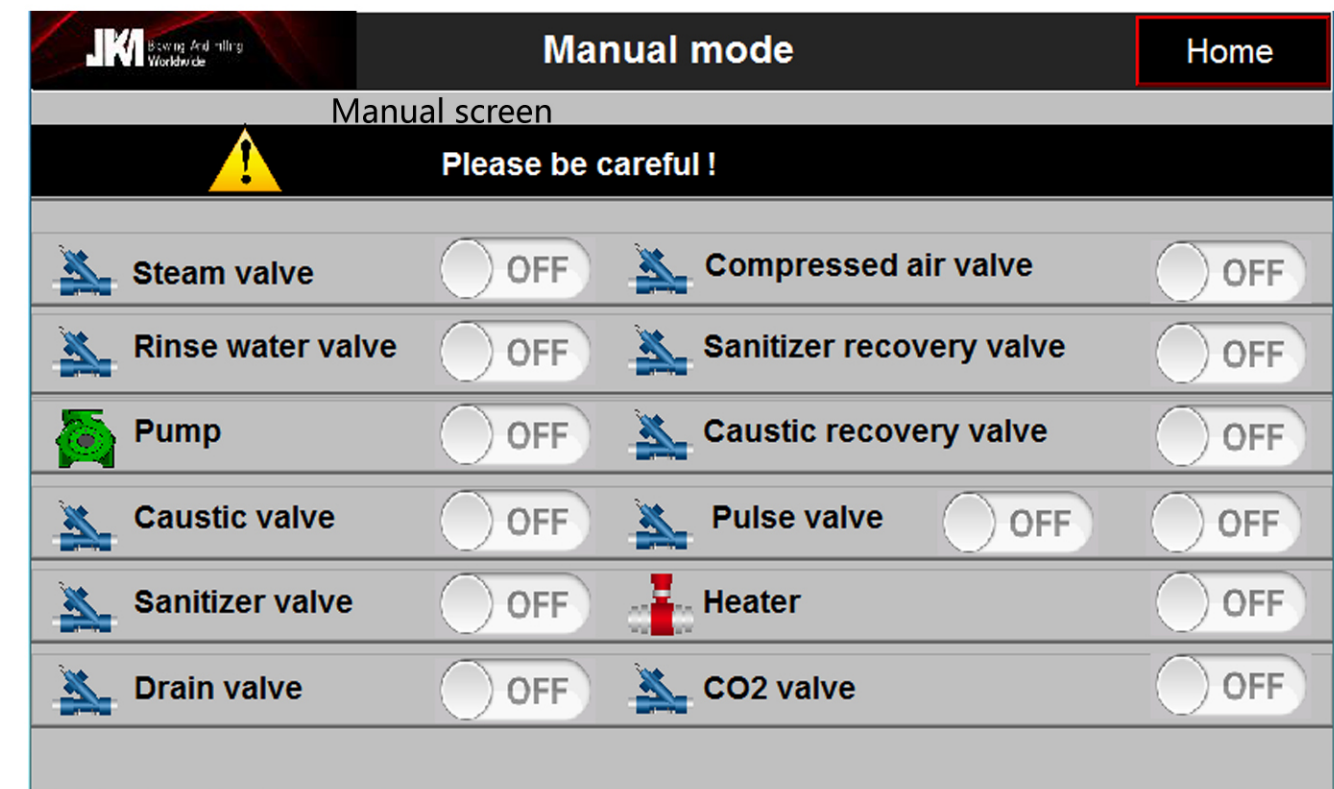 JKM
Worldwide
Manual mode
Home
Manual screen
Please be careful !
Steam valve OFF Compressed air valve OFF
Rinse water valve OFF Sanitizer recovery valve OFF
Pump OFF Caustic recovery valve OFF
Caustic valve OFF Pulse valve OFF OFF
Sanitizer valve OFF Heater OFF
Drain valve OFF CO2 valve OFF